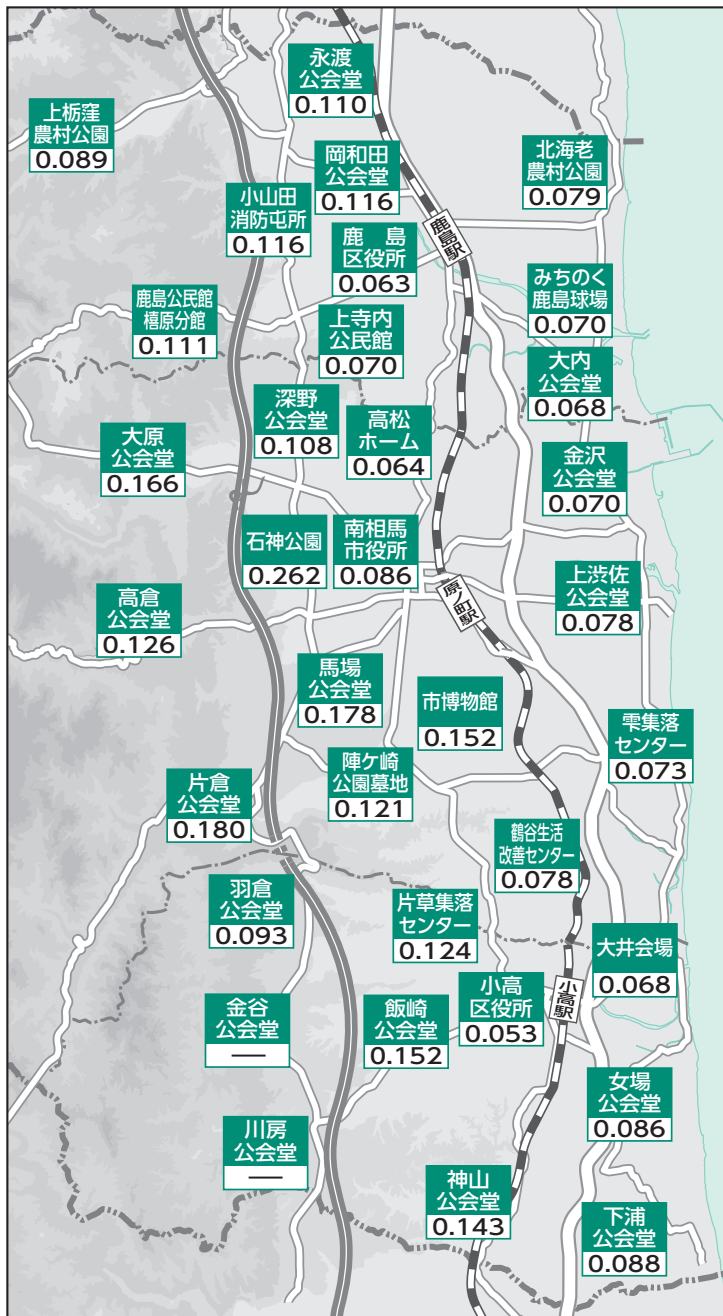 永渡
公会堂
0.110
上栃窪
農村公園
0.089
岡和田
公会堂
0.116
北海老
農村公園
0.079
小山田
消防屯所
0.116
鹿島駅
鹿 島
区役所
0.063
みちのく
鹿島球場
0.070
鹿島公民館
橲原分館
0.111
上寺内
公民館
0.070
大内
公会堂
0.068
深野
公会堂
0.108
高松
ホーム
0.064
大原
公会堂
0.166
金沢
公会堂
0.070
石神公園
0.262
南相馬
市役所
0.086
上渋佐
公会堂
0.078
原ノ町駅
高倉
公会堂
0.126
馬場
公会堂
0.178
市博物館
0.152
雫集落
センター
0.073
陣ケ崎
公園墓地
0.121
片倉
公会堂
0.180
鶴谷生活
改善センター
0.078
羽倉
公会堂
0.093
片草集落
センター
0.124
大井会場
0.068
小高
区役所
0.053
小高駅
金谷
公会堂
―
飯崎
公会堂
0.152
女場
公会堂
0.086
川房
公会堂
―
神山
公会堂
0.143
下浦
公会堂
0.088